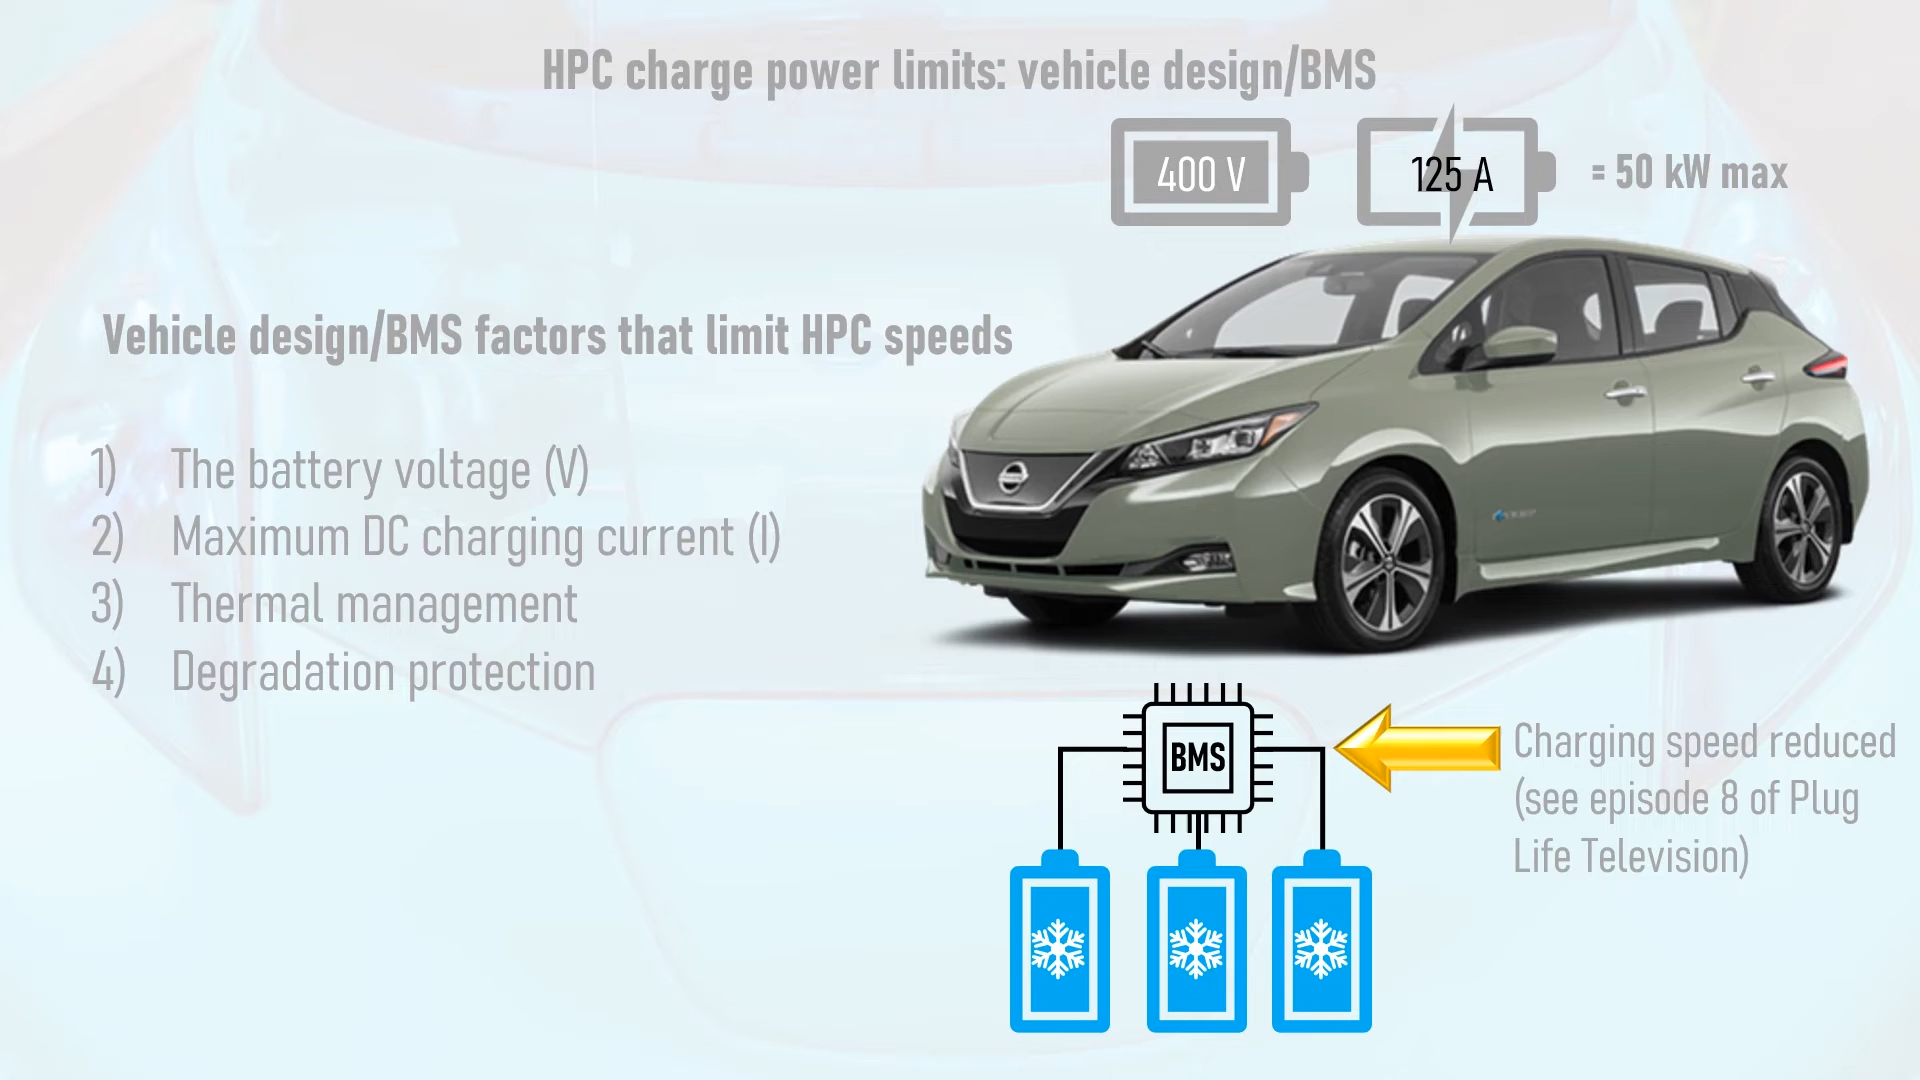 HPC charge power limits: vehicle design/BMS
400 V
125 A
= 50 kW max
Vehicle design/BMS factors that limit HPC speeds
1) The battery voltage (V)
2) Maximum DC charging current (I)
3) Thermal management
4) Degradation protection
BMS
Charging speed reduced
(see episode 8 of Plug
Life Television)